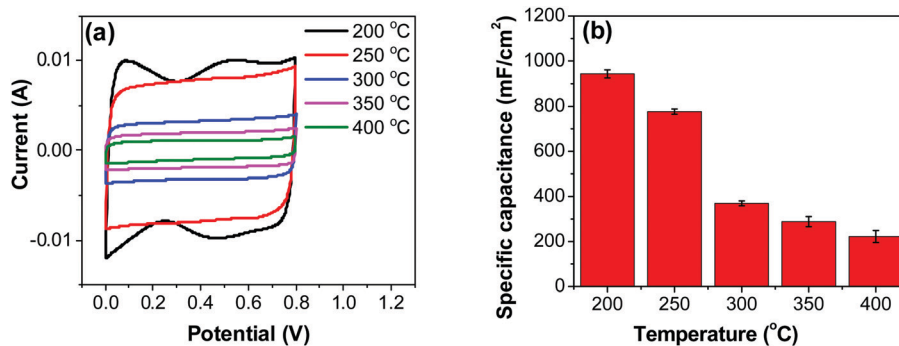 (a)
200 °C
250 °C
300 °C
350 °C
400 °C
0.01
0.00
-0.01
Current (A)
0.0 0.2 0.4 0.6 0.8 1.0 1.2
Potential (V)
(b)
1200
1000
800
600
400
200
0
Specific capacitance (mF/cm²)
200 250 300 350 400
Temperature (°C)